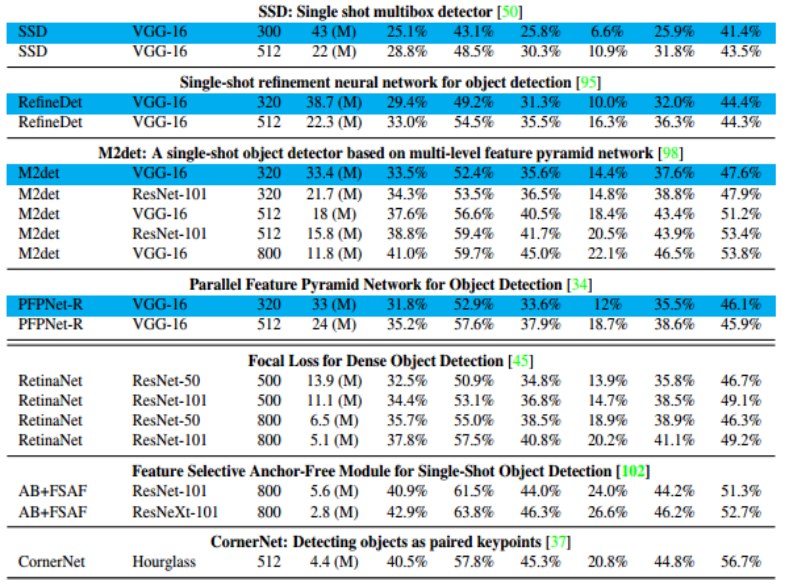 SSD: Single shot multibox detector [50]
SSD VGG-16 300 43 (M) 25.1% 43.1% 25.8% 6.6% 25.9% 41.4%
SSD VGG-16 512 22 (M) 28.8% 48.5% 30.3% 10.9% 31.8% 43.5%
Single-shot refinement neural network for object detection [95]
RefineDet VGG-16 320 38.7 (M) 29.4% 49.2% 31.3% 10.0% 32.0% 44.4%
RefineDet VGG-16 512 22.3 (M) 33.0% 54.5% 35.5% 16.3% 36.3% 44.3%
M2det: A single-shot object detector based on multi-level feature pyramid network [98]
M2det VGG-16 320 33.4 (M) 33.5% 52.4% 35.6% 14.4% 37.6% 47.6%
M2det ResNet-101 320 21.7 (M) 34.3% 53.5% 36.5% 14.8% 38.8% 47.9%
M2det VGG-16 512 18 (M) 37.6% 56.6% 40.5% 18.4% 43.4% 51.2%
M2det ResNet-101 512 15.8 (M) 38.8% 59.4% 41.7% 20.5% 43.9% 53.4%
M2det VGG-16 800 11.8 (M) 41.0% 59.7% 45.0% 22.1% 46.5% 53.8%
Parallel Feature Pyramid Network for Object Detection [34]
PFPNet-R VGG-16 320 33 (M) 31.8% 52.9% 33.6% 12% 35.5% 46.1%
PFPNet-R VGG-16 512 24 (M) 35.2% 57.6% 37.9% 18.7% 38.6% 45.9%
Focal Loss for Dense Object Detection [45]
RetinaNet ResNet-50 500 13.9 (M) 32.5% 50.9% 34.8% 13.9% 35.8% 46.7%
RetinaNet ResNet-101 500 11.1 (M) 34.4% 53.1% 36.8% 14.7% 38.5% 49.1%
RetinaNet ResNet-50 800 6.5 (M) 35.7% 55.0% 38.5% 18.9% 38.9% 46.3%
RetinaNet ResNet-101 800 5.1 (M) 37.8% 57.5% 40.8% 20.2% 41.1% 49.2%
Feature Selective Anchor-Free Module for Single-Shot Object Detection [102]
AB+FSAF ResNet-101 800 5.6 (M) 40.9% 61.5% 44.0% 24.0% 44.2% 51.3%
AB+FSAF ResNeXt-101 800 2.8 (M) 42.9% 63.8% 46.3% 26.6% 46.2% 52.7%
CornerNet: Detecting objects as paired keypoints [37]
CornerNet Hourglass 512 4.4 (M) 40.5% 57.8% 45.3% 20.8% 44.8% 56.7%